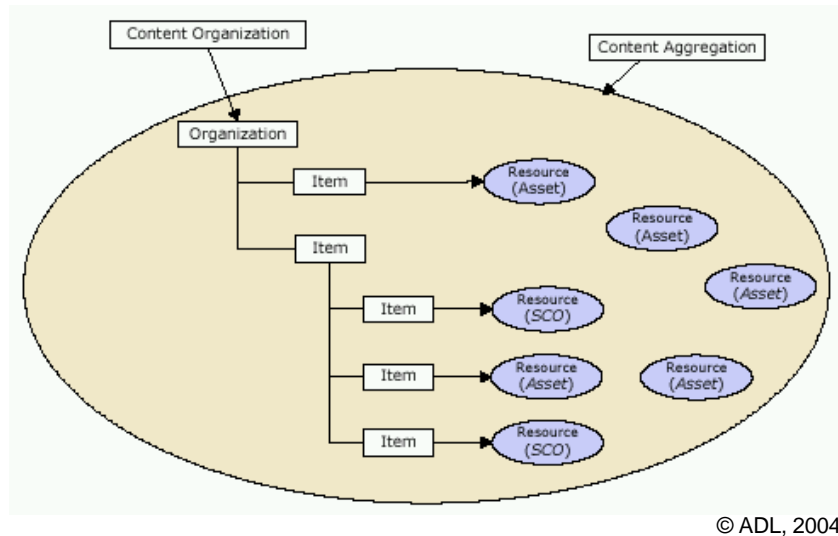 Content Organization
Content Aggregation
Organization
Item
Resource
(Asset)
Resource
(Asset)
Item
Resource
(Asset)
Item
Resource
(SCO)
Item
Resource
(Asset)
Resource
(Asset)
Item
Resource
(SCO)
© ADL, 2004